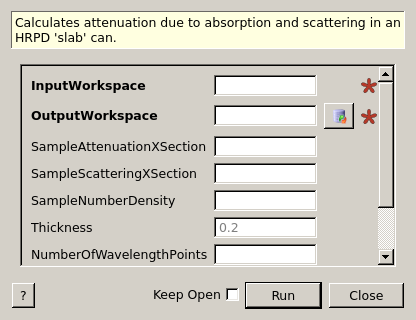 Calculates attenuation due to absorption and scattering in an
HRPD 'slab' can.
InputWorkspace
OutputWorkspace
SampleAttenuationXSection
SampleScatteringXSection
SampleNumberDensity
Thickness 0.2
NumberOfWavelengthPoints
? Keep Open Run Close